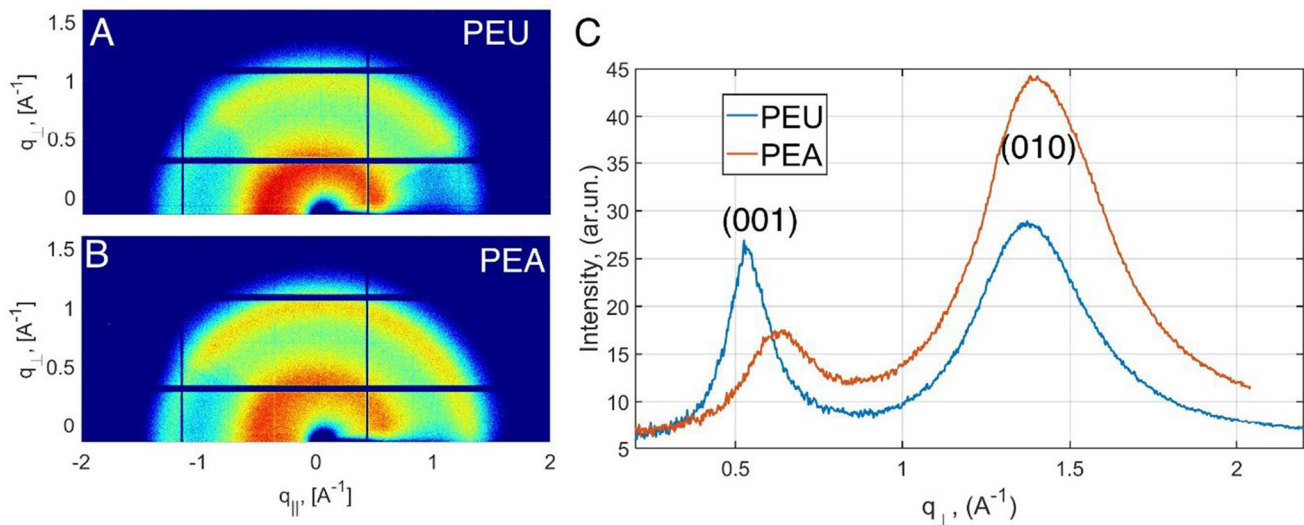 A
PEU
1.5
1
0.5
0
q⊥, [A⁻¹]
B
PEA
1.5
1
0.5
0
q⊥, [A⁻¹]
-2
-1
0
1
2
q||, [A⁻¹]
C
45
40
35
30
25
20
15
10
5
Intensity, (ar.un.)
PEU
PEA
(001)
(010)
0.5
1
1.5
2
q⊥, (A⁻¹)